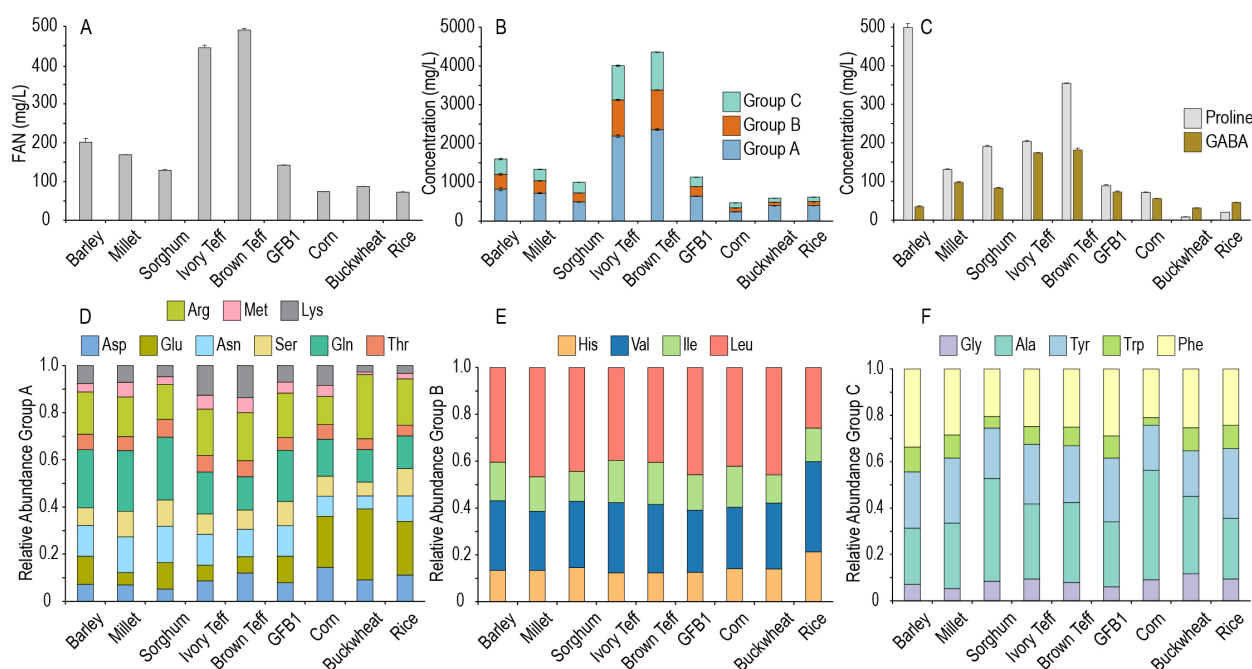 A
FAN (mg/L)
500
400
300
200
100
0
Barley
Millet
Sorghum
Ivory Teff
Brown Teff
GFB1
Corn
Buckwheat
Rice
B
Concentration (mg/L)
5000
4000
3000
2000
1000
0
Group C
Group B
Group A
Barley
Millet
Sorghum
Ivory Teff
Brown Teff
GFB1
Corn
Buckwheat
Rice
C
Concentration (mg/L)
500
400
300
200
100
0
Proline
GABA
Barley
Millet
Sorghum
Ivory Teff
Brown Teff
GFB1
Corn
Buckwheat
Rice
D
Arg Met Lys
Asp Glu Asn Ser Gln Thr
Relative Abundance Group A
1.0
0.8
0.6
0.4
0.2
0
Barley
Millet
Sorghum
Ivory Teff
Brown Teff
GFB1
Corn
Buckwheat
Rice
E
His Val Ile Leu
Relative Abundance Group B
1.0
0.8
0.6
0.4
0.2
0
Barley
Millet
Sorghum
Ivory Teff
Brown Teff
GFB1
Corn
Buckwheat
Rice
F
Gly Ala Tyr Trp Phe
Relative Abundance Group C
1.0
0.8
0.6
0.4
0.2
0
Barley
Millet
Sorghum
Ivory Teff
Brown Teff
GFB1
Corn
Buckwheat
Rice